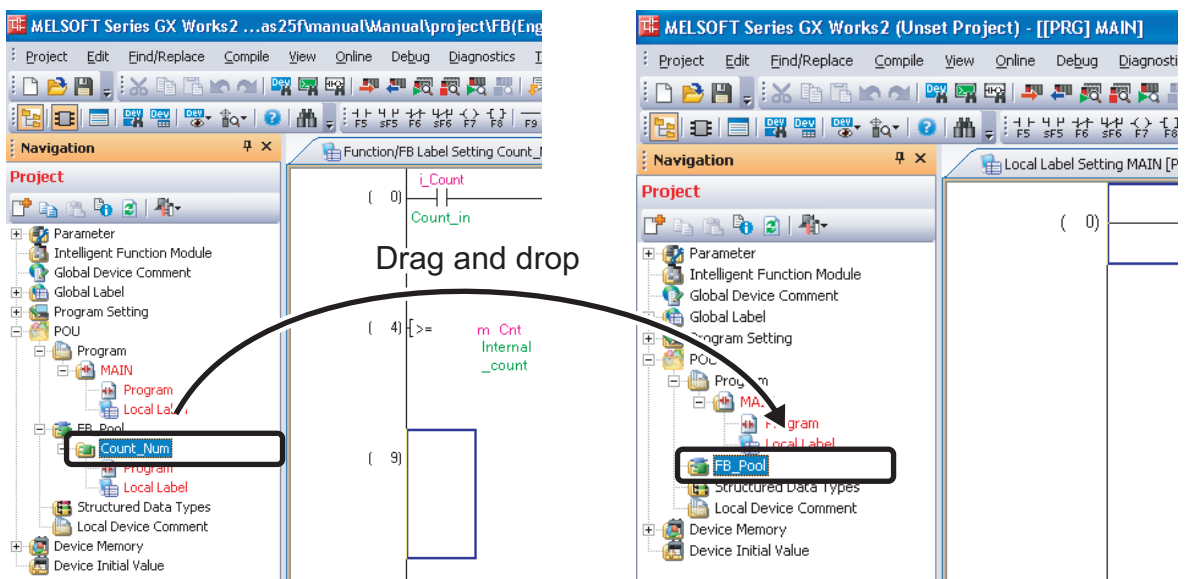 MELSOFT Series GX Works2 ...as25f\manual\Manual\project\FB(Eng
Project Edit Find/Replace Compile View Online Debug Diagnostics
F5 sF5 F6 sF6 F7 F8 F9
Navigation
Function/FB Label Setting Count_
Project
Parameter
Intelligent Function Module
Global Device Comment
Global Label
Program Setting
POU
Program
MAIN
Program
Local Label
FB_Pool
Count_Num
Program
Local Label
Structured Data Types
Local Device Comment
Device Memory
Device Initial Value
( 0)
i_Count
Count_in
( 4)
>= m_Cnt
Internal
_count
( 9)
Drag and drop
MELSOFT Series GX Works2 (Unset Project) - [[PRG] MAIN]
Project Edit Find/Replace Compile View Online Debug Diagnosti
F5 sF5 F6 sF6 F7 F8
Navigation
Local Label Setting MAIN [P
Project
Parameter
Intelligent Function Module
Global Device Comment
Global Label
Program Setting
POU
Program
MAIN
Program
Local Label
FB_Pool
Structured Data Types
Local Device Comment
Device Memory
Device Initial Value
( 0)